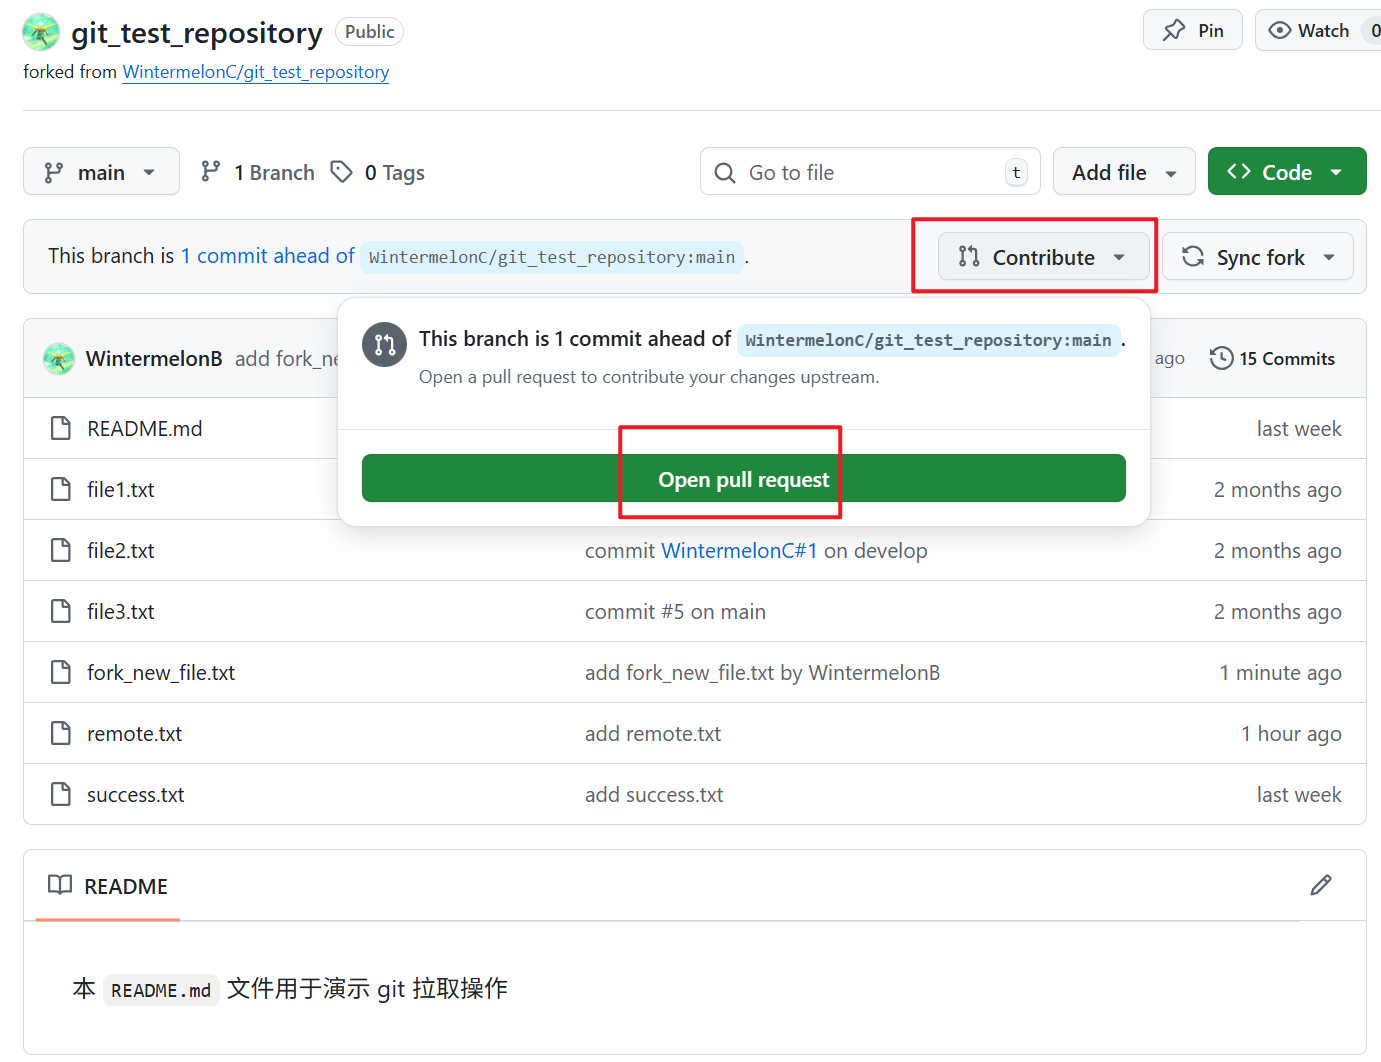 git_test_repository Public Pin Watch 0
forked from WintermelonC/git_test_repository
main 1 Branch 0 Tags Go to file t Add file Code
This branch is 1 commit ahead of WintermelonC/git_test_repository:main. Contribute Sync fork
This branch is 1 commit ahead of WintermelonC/git_test_repository:main.
Open a pull request to contribute your changes upstream.
Open pull request
WintermelonB add fork_ne ago 15 Commits
README.md last week
file1.txt 2 months ago
file2.txt commit WintermelonC#1 on develop 2 months ago
file3.txt commit #5 on main 2 months ago
fork_new_file.txt add fork_new_file.txt by WintermelonB 1 minute ago
remote.txt add remote.txt 1 hour ago
success.txt add success.txt last week
README
本 README.md 文件用于演示 git 拉取操作